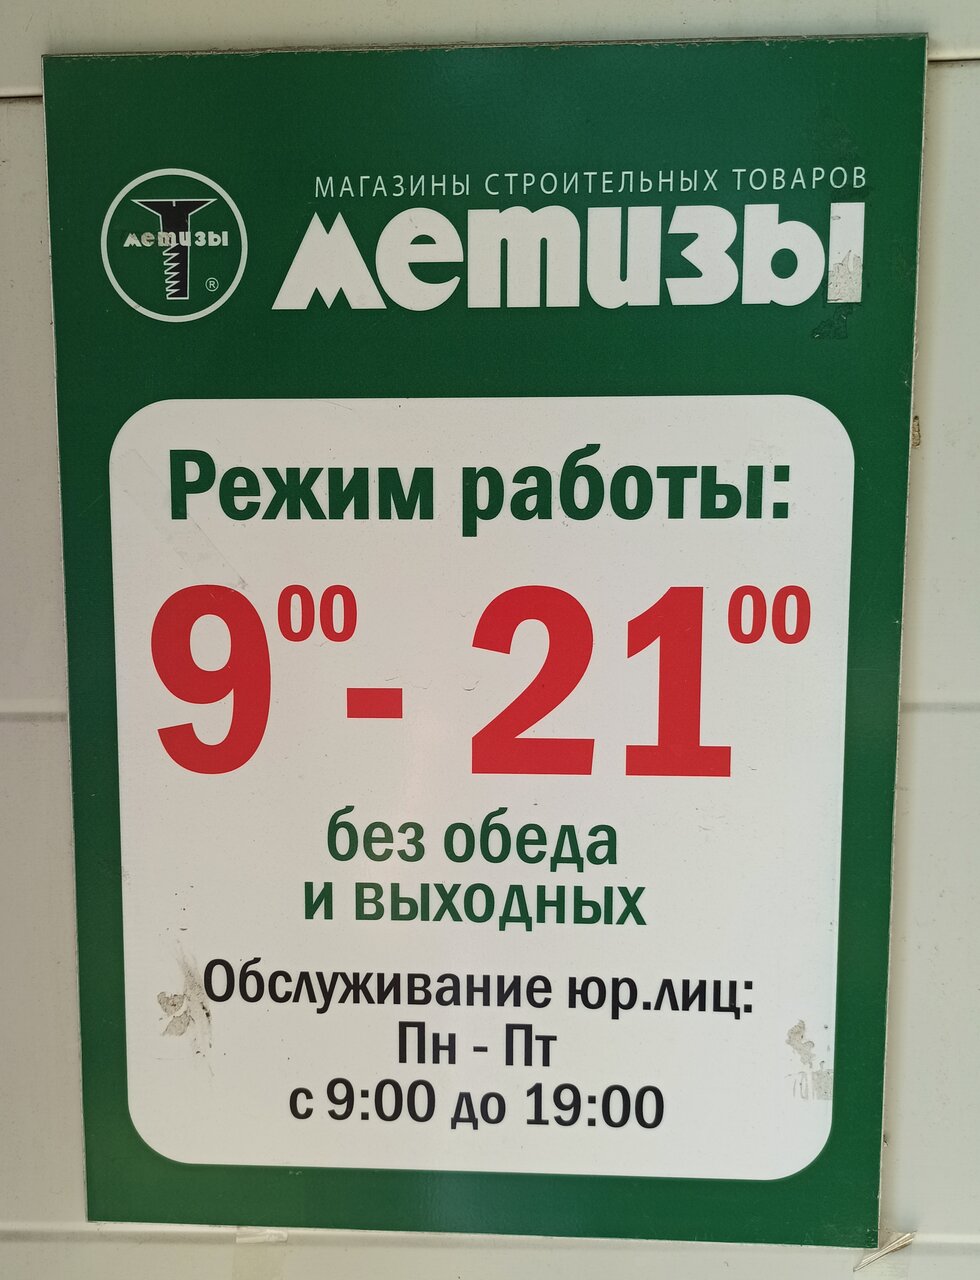 МАГАЗИНЫ СТРОИТЕЛЬНЫХ ТОВАРОВ
метизы ®
метизы
Режим работы:
9⁰⁰ - 21⁰⁰
без обеда
и выходных
Обслуживание юр.лиц:
Пн - Пт
с 9:00 до 19:00